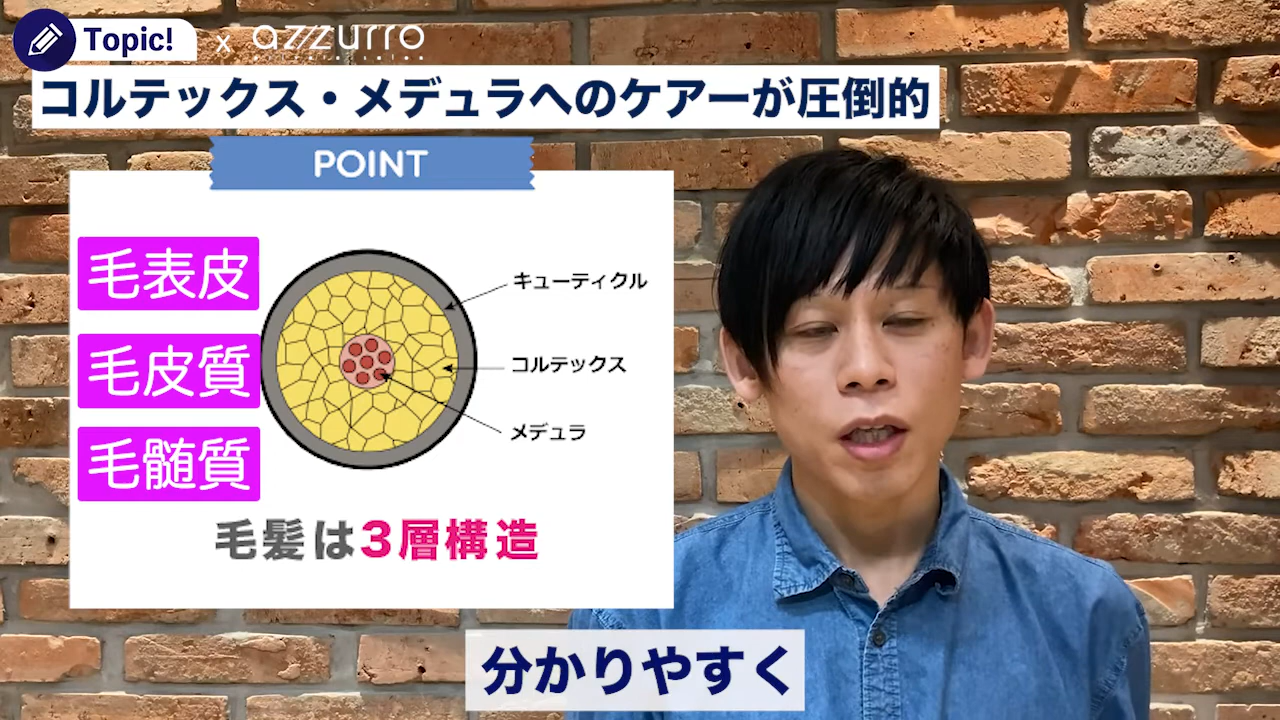 Topic!
x azzurro
コルテックス・メデュラへのケアーが圧倒的
POINT
毛表皮
毛皮質
毛髄質
キューティクル
コルテックス
メデュラ
毛髪は3層構造
分かりやすく